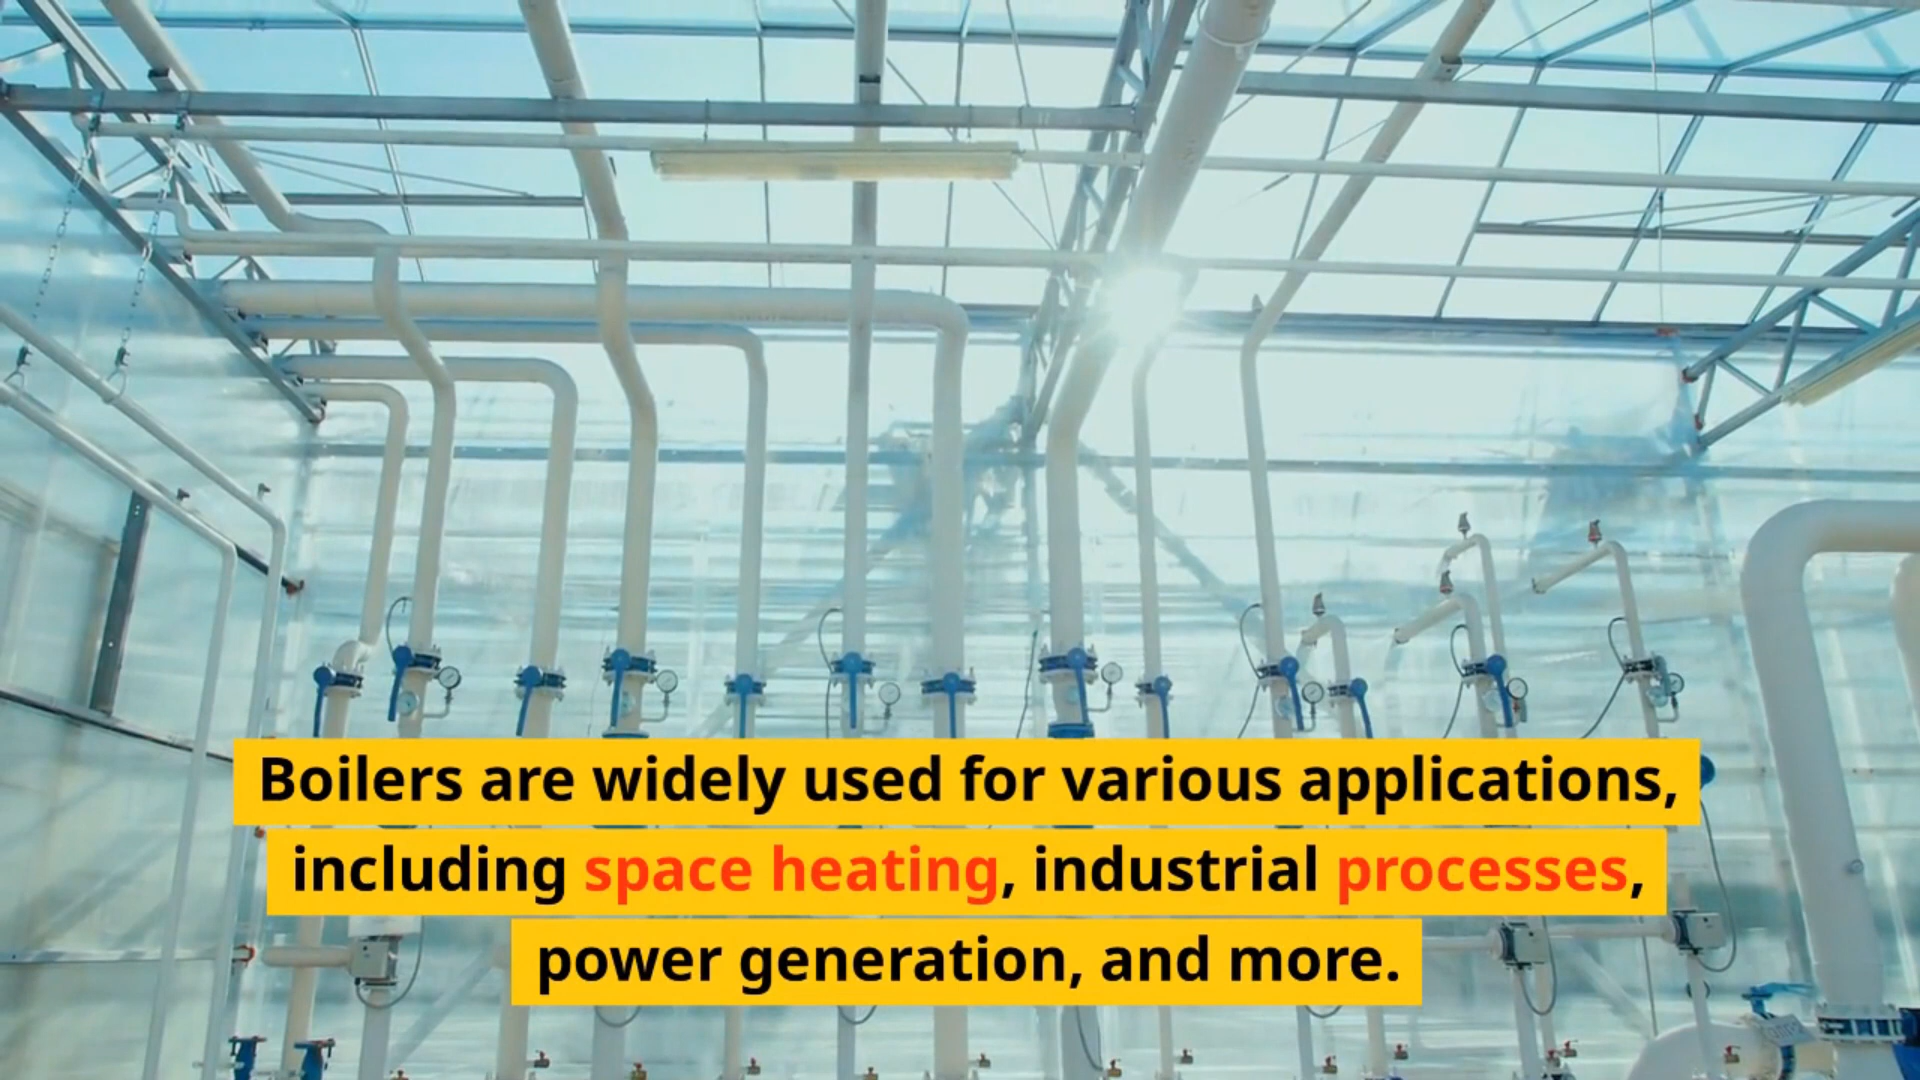 Boilers are widely used for various applications,
including space heating, industrial processes,
power generation, and more.